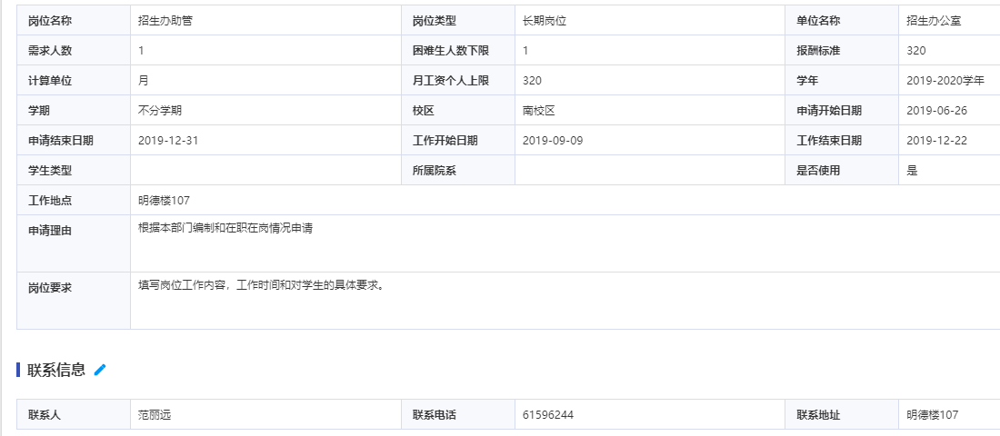 岗位名称 招生办助管 岗位类型 长期岗位 单位名称 招生办公室
需求人数 1 困难生人数下限 1 报酬标准 320
计算单位 月 月工资个人上限 320 学年 2019-2020学年
学期 不分学期 校区 南校区 申请开始日期 2019-06-26
申请结束日期 2019-12-31 工作开始日期 2019-09-09 工作结束日期 2019-12-22
学生类型 所属院系 是否使用 是
工作地点 明德楼107
申请理由 根据本部门编制和在职在岗情况申请
岗位要求 填写岗位工作内容，工作时间和对学生的具体要求。
联系信息
联系人 范丽远 联系电话 61596244 联系地址 明德楼107